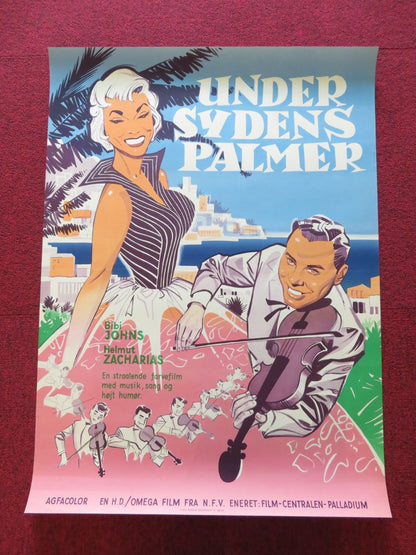 UNDER
SYDENS
PALMER
Bibi
JOHNS
Helmut
ZACHARIAS
En straalende farvefilm
med musik, sang og
højt humør.
AGFACOLOR EN H.D./OMEGA FILM FRA N.F.V. ENERET: FILM-CENTRALEN-PALLADIUM